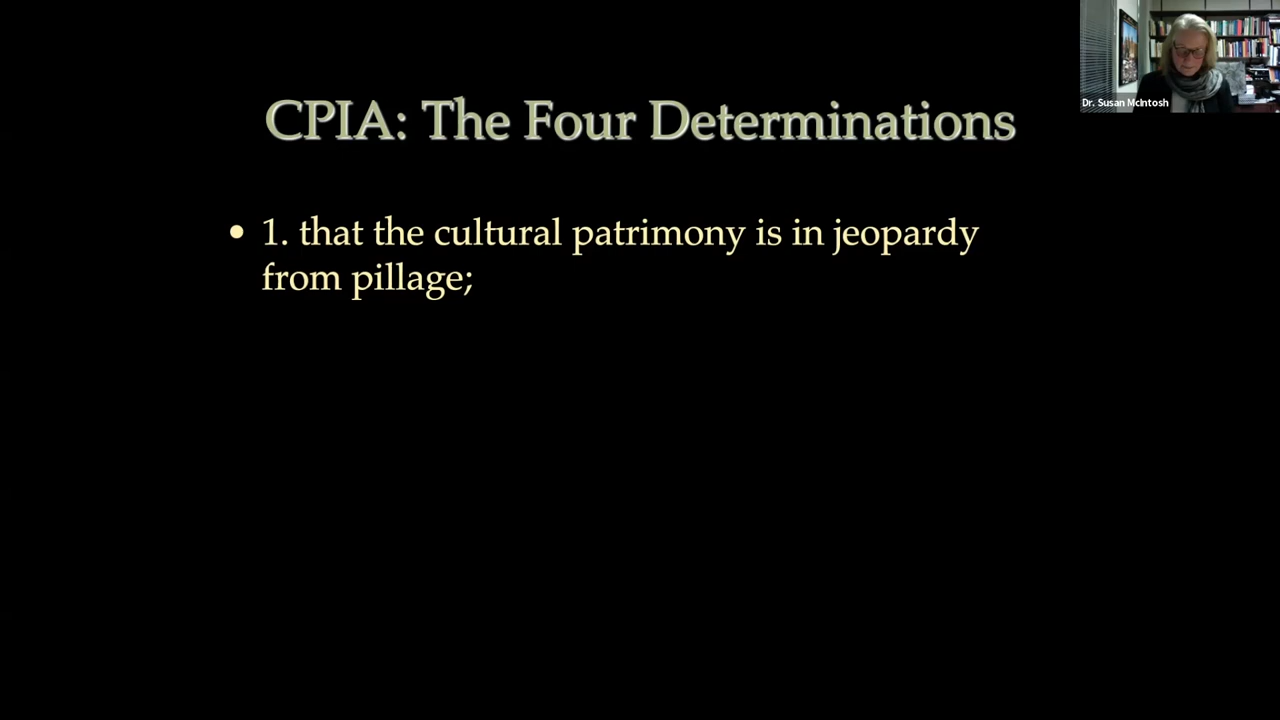 CPIA: The Four Determinations
• 1. that the cultural patrimony is in jeopardy
from pillage;
Dr. Susan McIntosh